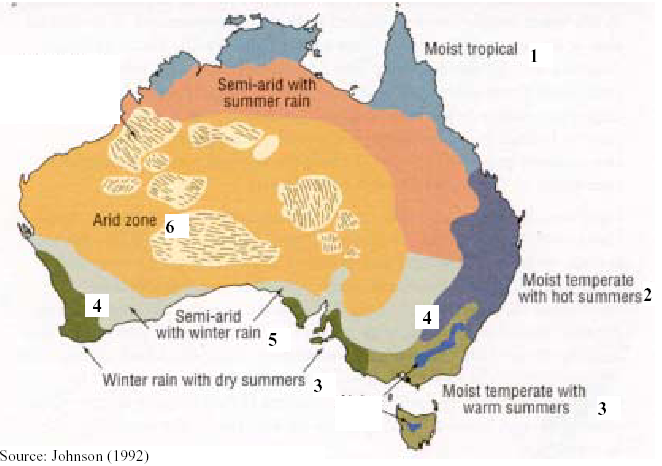 Moist tropical 1
Semi-arid with
summer rain
Arid zone 6
Moist temperate
with hot summers 2
4
4
Semi-arid
with winter rain 5
Winter rain with dry summers 3
Moist temperate with
warm summers 3
Source: Johnson (1992)